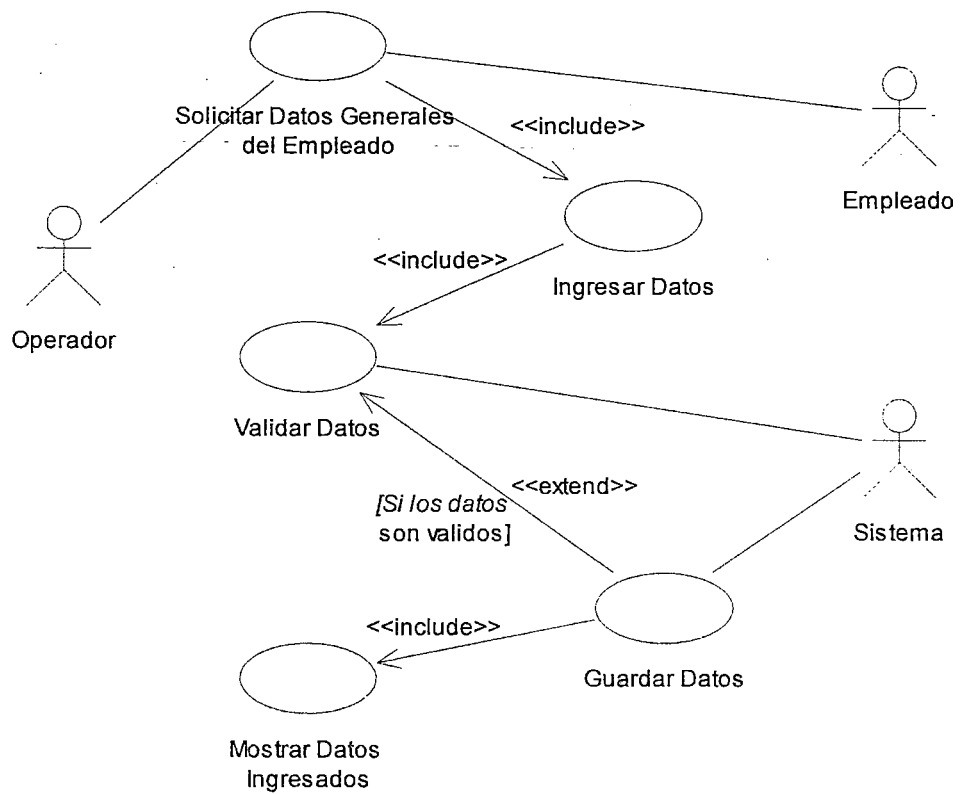 Solicitar Datos Generales
del Empleado
<<include>>
Empleado
<<include>>
Ingresar Datos
Operador
Validar Datos
<<extend>>
[Si los datos
son validos]
Sistema
<<include>>
Guardar Datos
Mostrar Datos
Ingresados